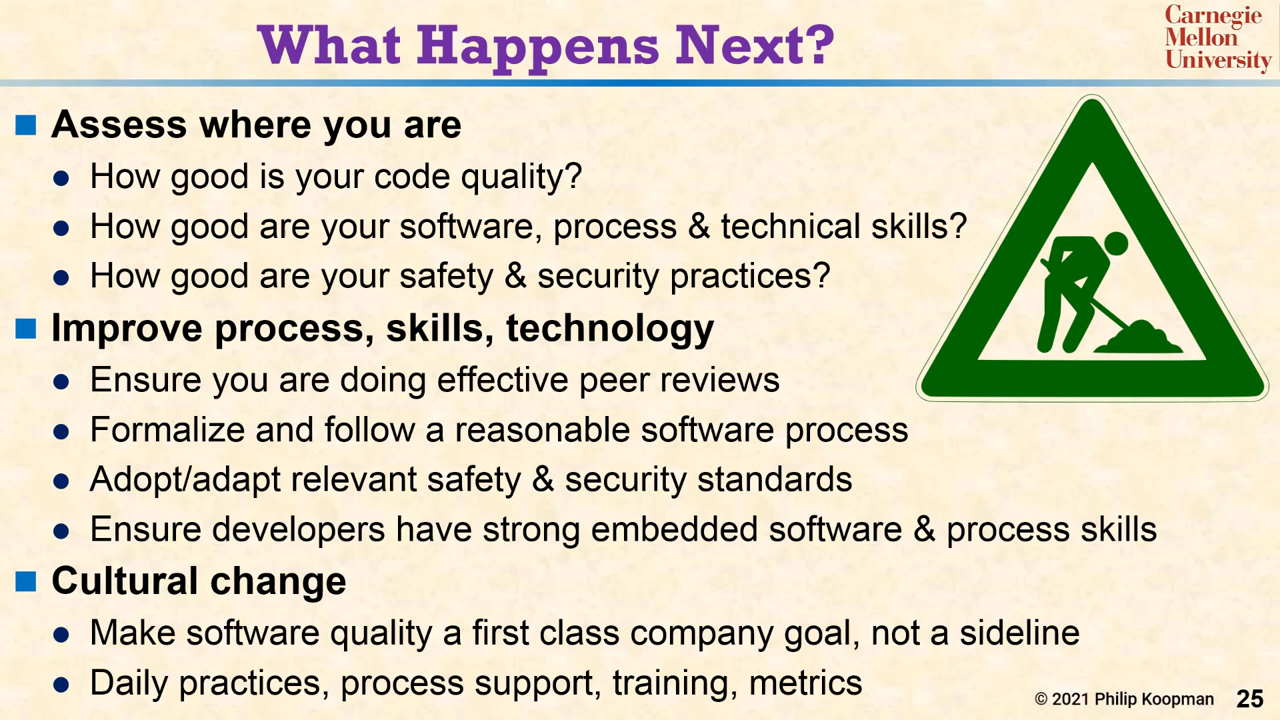 What Happens Next?
Carnegie
Mellon
University
Assess where you are
How good is your code quality?
How good are your software, process & technical skills?
How good are your safety & security practices?
Improve process, skills, technology
Ensure you are doing effective peer reviews
Formalize and follow a reasonable software process
Adopt/adapt relevant safety & security standards
Ensure developers have strong embedded software & process skills
Cultural change
Make software quality a first class company goal, not a sideline
Daily practices, process support, training, metrics
© 2021 Philip Koopman 25